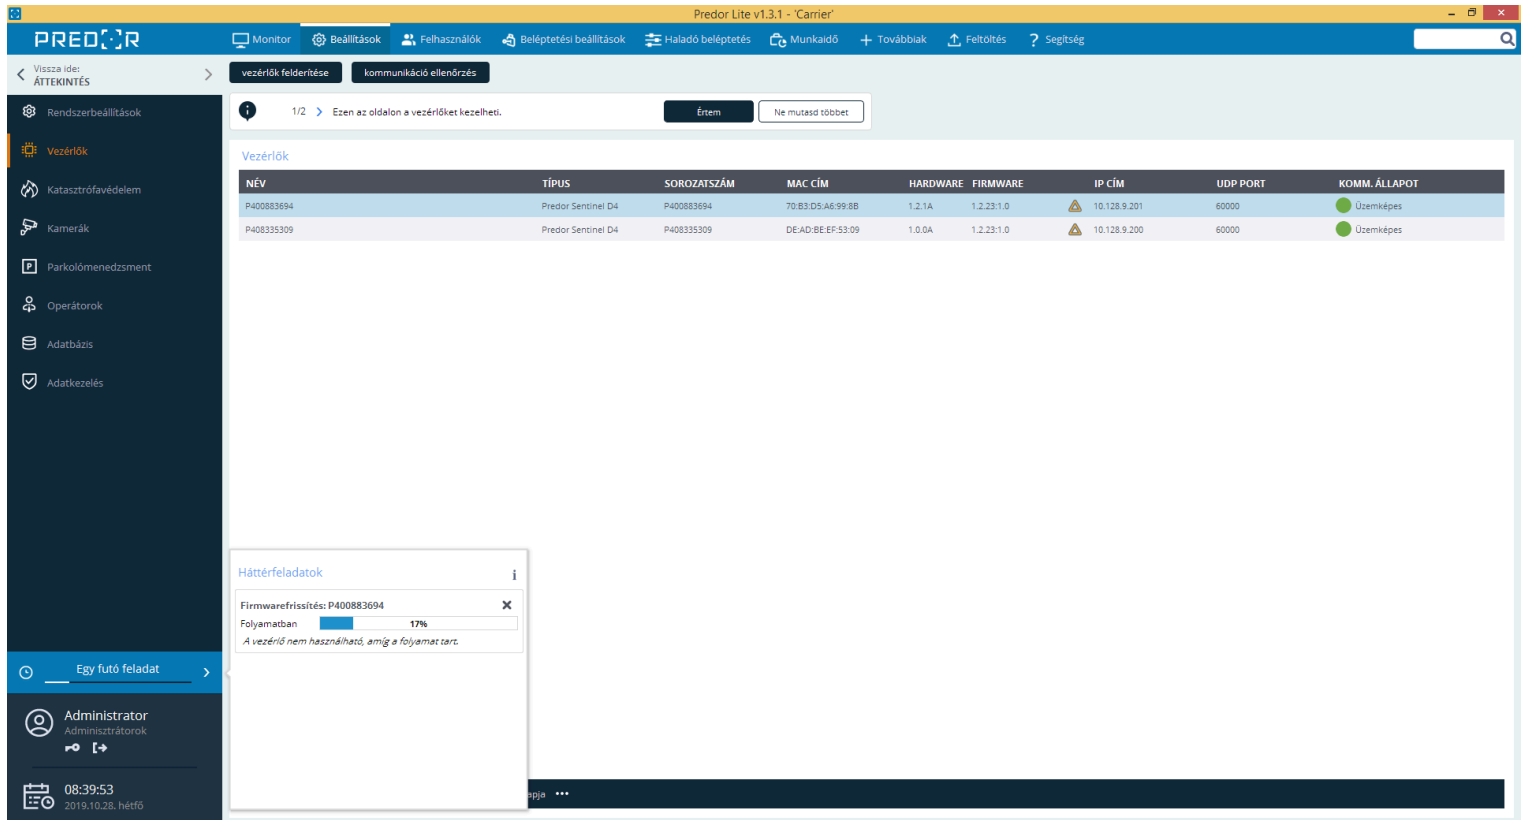 Predor Lite v1.3.1 - 'Carrier'
PREDOR
Monitor
Beállítások
Felhasználók
Beléptetési beállítások
Haladó beléptetés
Munkaidő
Továbbiak
Feltöltés
? Segítség
Vissza ide:
ÁTTEKINTÉS
vezérlők felderítése
kommunikáció ellenőrzés
1/2 > Ezen az oldalon a vezérlőket kezelheti.
Értem
Ne mutasd többet
Rendszerbeállítások
Vezérlők
Katasztrófavédelem
Kamerák
P Parkolómenedzsment
Operátorok
Adatbázis
Adatkezelés
Vezérlők
NÉV TÍPUS SOROZATSZÁM MAC CÍM HARDWARE FIRMWARE IP CÍM UDP PORT KOMM. ÁLLAPOT
P400883694 Predor Sentinel D4 P400883694 70:B3:D5:A6:99:8B 1.2.1A 1.2.23:1.0 10.128.9.201 60000 Üzemképes
P408335309 Predor Sentinel D4 P408335309 DE:AD:BE:EF:53:09 1.0.0A 1.2.23:1.0 10.128.9.200 60000 Üzemképes
Háttérfeladatok
Firmwarefrissítés: P400883694
Folyamatban 17%
A vezérlő nem használható, amíg a folyamat tart.
Egy futó feladat
Administrator
Adminisztrátorok
08:39:53
2019.10.28. hétfő
apja •••